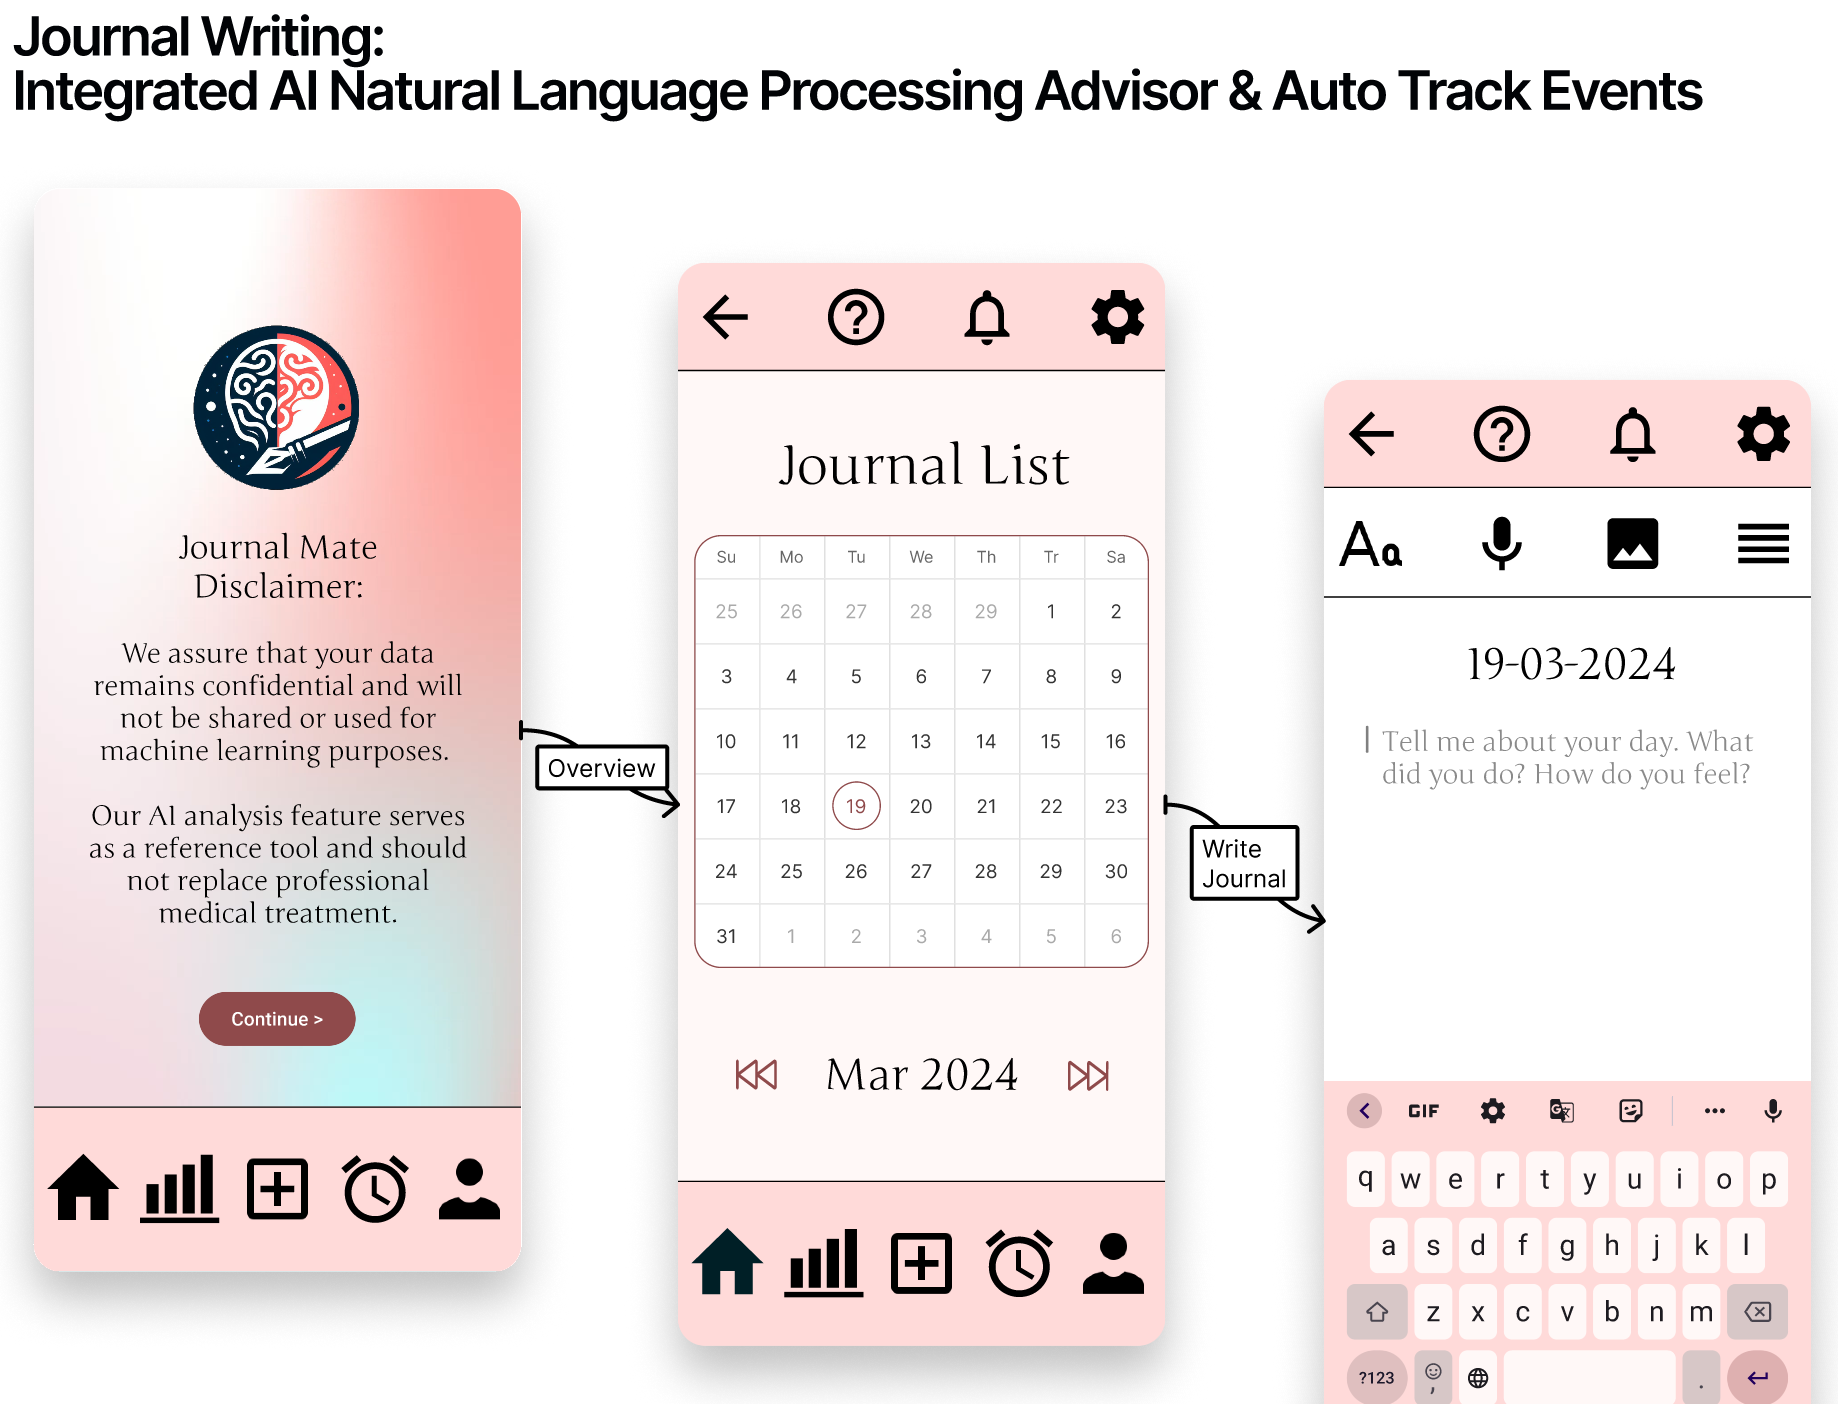 Journal Writing:
Integrated AI Natural Language Processing Advisor & Auto Track Events
Journal Mate
Disclaimer:
We assure that your data
remains confidential and will
not be shared or used for
machine learning purposes.
Our AI analysis feature serves
as a reference tool and should
not replace professional
medical treatment.
Continue >
Overview
Journal List
Su Mo Tu We Th Tr Sa
25 26 27 28 29 1 2
3 4 5 6 7 8 9
10 11 12 13 14 15 16
17 18 19 20 21 22 23
24 25 26 27 28 29 30
31 1 2 3 4 5 6
Mar 2024
Write
Journal
Aa
19-03-2024
Tell me about your day. What
did you do? How do you feel?
GIF
q w e r t y u i o p
a s d f g h j k l
z x c v b n m
?123 , .